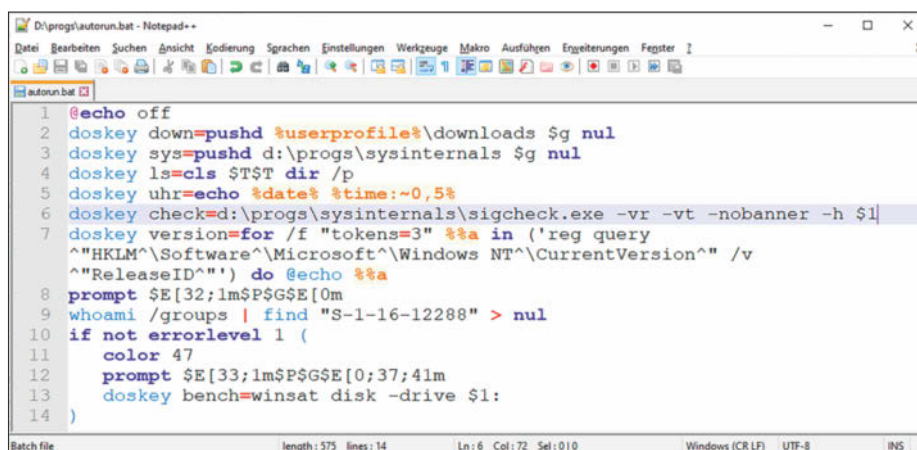 D:\progs\autorun.bat - Notepad++
Datei Bearbeiten Suchen Ansicht Kodierung Sprachen Einstellungen Werkzeuge Makro Ausführen Erweiterungen Fenster ?
autorun.bat
1 @echo off
2 doskey down=pushd %userprofile%\downloads $g nul
3 doskey sys=pushd d:\progs\sysinternals $g nul
4 doskey ls=cls $T$T dir /p
5 doskey uhr=echo %date% %time:~0,5%
6 doskey check=d:\progs\sysinternals\sigcheck.exe -vr -vt -nobanner -h $1
7 doskey version=for /f "tokens=3" %%a in ('reg query
^"HKLM^\Software^\Microsoft^\Windows NT^\CurrentVersion^" /v
^"ReleaseID^"') do @echo %%a
8 prompt $E[32;1m$P$G$E[0m
9 whoami /groups | find "S-1-16-12288" > nul
10 if not errorlevel 1 (
11 color 47
12 prompt $E[33;1m$P$G$E[0;37;41m
13 doskey bench=winsat disk -drive $1:
14 )
Batch file length : 575 lines : 14 Ln : 6 Col : 72 Sel : 0 | 0 Windows (CR LF) UTF-8 INS